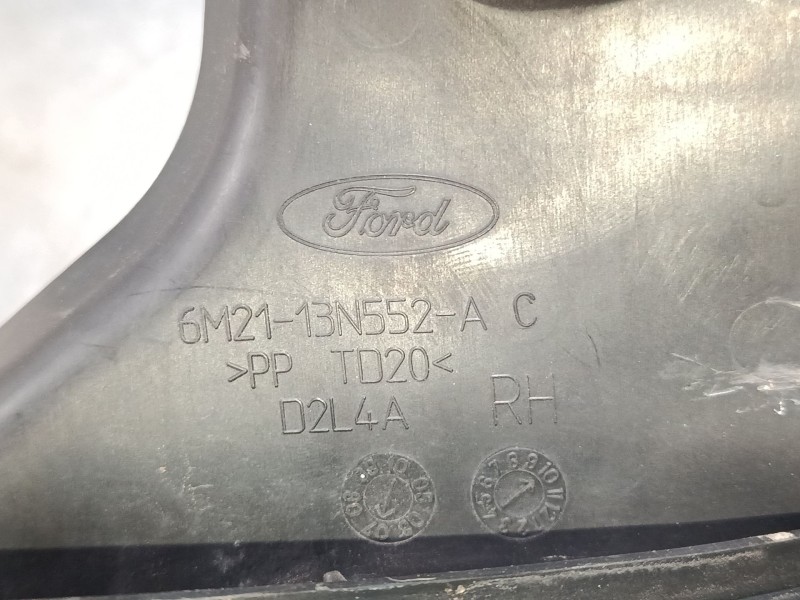 Ford
6M21-13N552-A C
>PP TD20<
D2L4A RH